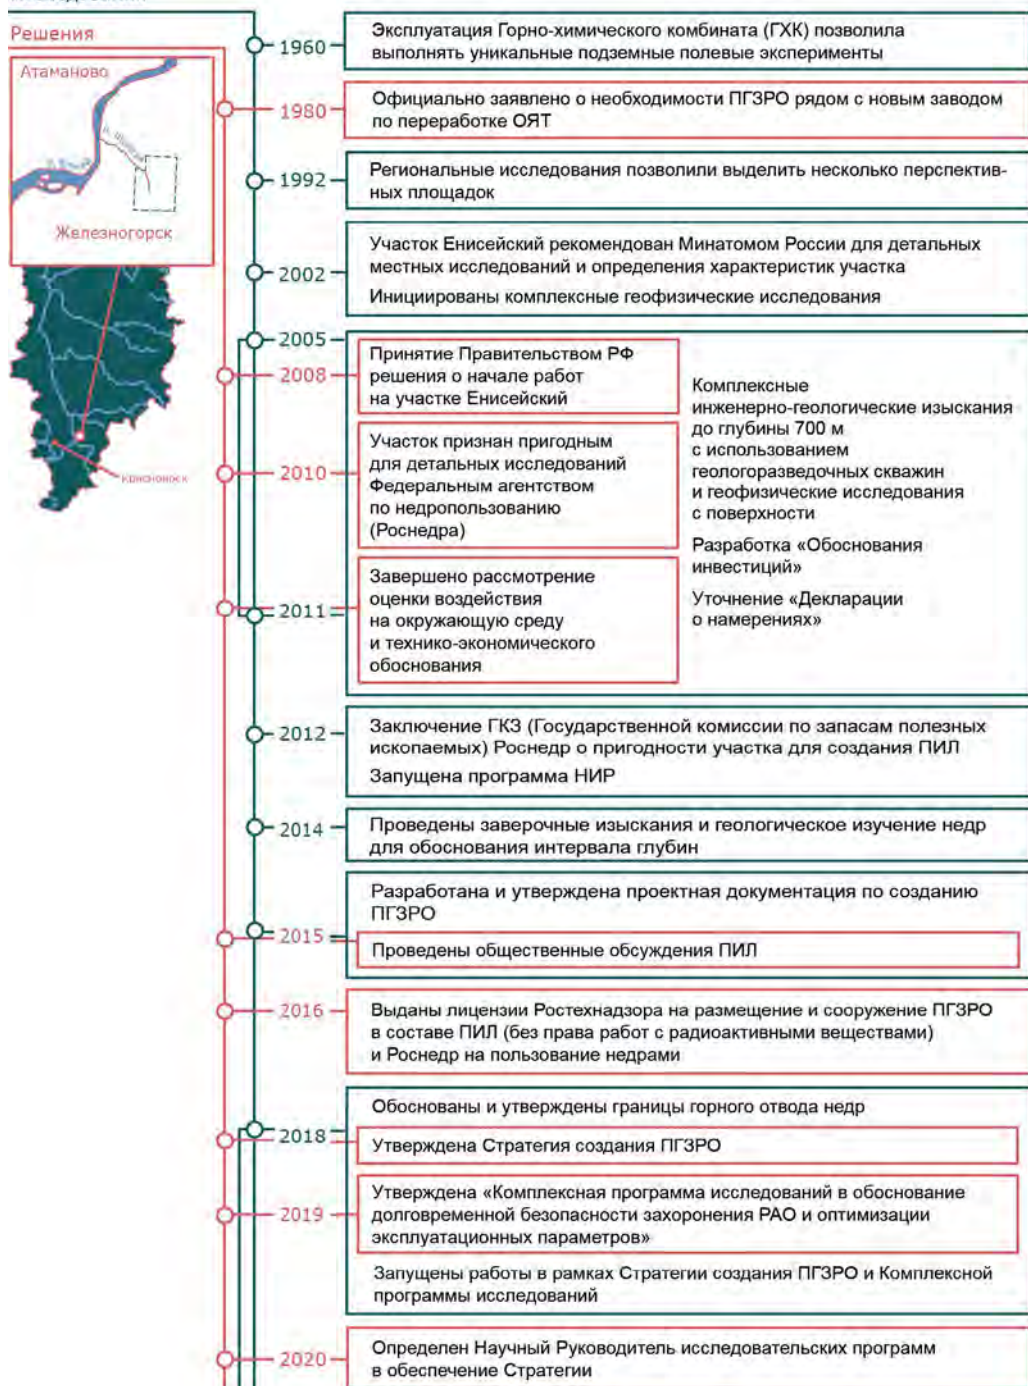 Решения
Атаманово
Железногорск
1960
Эксплуатация Горно-химического комбината (ГХК) позволила
выполнять уникальные подземные полевые эксперименты
1980
Официально заявлено о необходимости ПГЗРО рядом с новым заводом
по переработке ОЯТ
1992
Региональные исследования позволили выделить несколько перспектив-
ных площадок
2002
Участок Енисейский рекомендован Минатомом России для детальных
местных исследований и определения характеристик участка
Инициированы комплексные геофизические исследования
2005
2008
Принятие Правительством РФ
решения о начале работ
на участке Енисейский
2010
Участок признан пригодным
для детальных исследований
Федеральным агентством
по недропользованию
(Роснедра)
2011
Завершено рассмотрение
оценки воздействия
на окружающую среду
и технико-экономического
обоснования
Комплексные
инженерно-геологические изыскания
до глубины 700 м
с использованием
геологоразведочных скважин
и геофизические исследования
с поверхности
Разработка «Обоснования
инвестиций»
Уточнение «Декларации
о намерениях»
2012
Заключение ГКЗ (Государственной комиссии по запасам полезных
ископаемых) Роснедр о пригодности участка для создания ПИЛ
Запущена программа НИР
2014
Проведены заверочные изыскания и геологическое изучение недр
для обоснования интервала глубин
2015
Разработана и утверждена проектная документация по созданию
ПГЗРО
Проведены общественные обсуждения ПИЛ
2016
Выданы лицензии Ростехнадзора на размещение и сооружение ПГЗРО
в составе ПИЛ (без права работ с радиоактивными веществами)
и Роснедр на пользование недрами
2018
Обоснованы и утверждены границы горного отвода недр
Утверждена Стратегия создания ПГЗРО
2019
Утверждена «Комплексная программа исследований в обоснование
долговременной безопасности захоронения РАО и оптимизации
эксплуатационных параметров»
Запущены работы в рамках Стратегии создания ПГЗРО и Комплексной
программы исследований
2020
Определен Научный Руководитель исследовательских программ
в обеспечение Стратегии